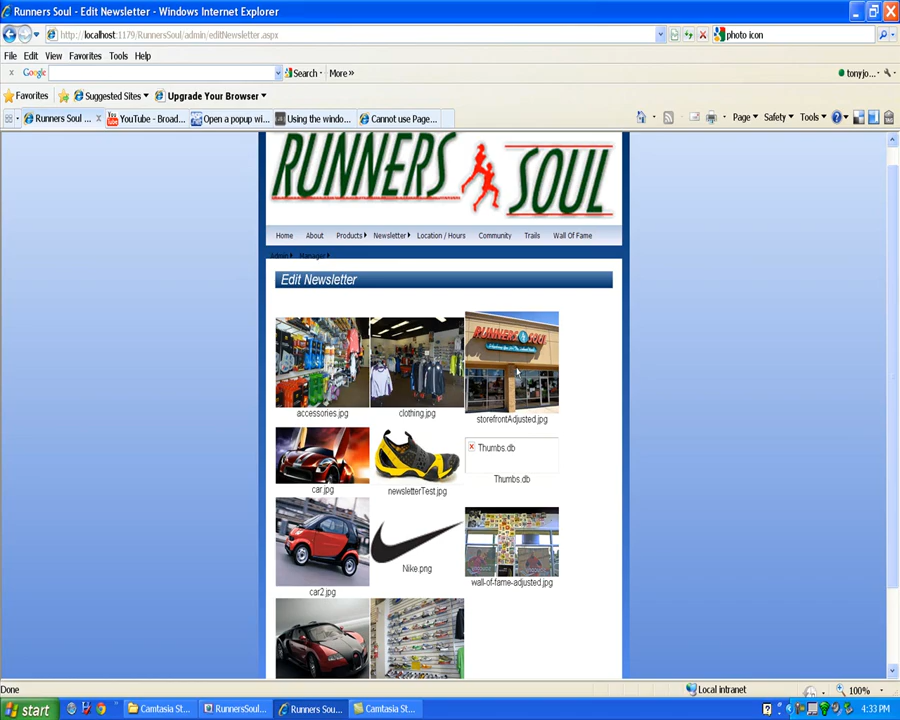 Runners Soul - Edit Newsletter - Windows Internet Explorer
http://localhost:1179/RunnersSoul/admin/editNewsletter.aspx
photo icon
File Edit View Favorites Tools Help
x Google Search More »
tonyjo...
Favorites Suggested Sites Upgrade Your Browser
Runners Soul ... x YouTube - Broad... Open a popup wi... Using the windo... Cannot use Page...
Page Safety Tools
RUNNERS SOUL
Home About Products Newsletter Location / Hours Community Trails Wall Of Fame
Admin Manager
Edit Newsletter
RUNNERS SOUL
accessories.jpg clothing.jpg storefrontAdjusted.jpg
Thumbs.db
car.jpg newsletterTest.jpg Thumbs.db
Nike.png
car2.jpg wall-of-fame-adjusted.jpg
Done Local intranet 100%
start Camtasia St... RunnersSoul... Runners Sou... Camtasia St... 4:33 PM